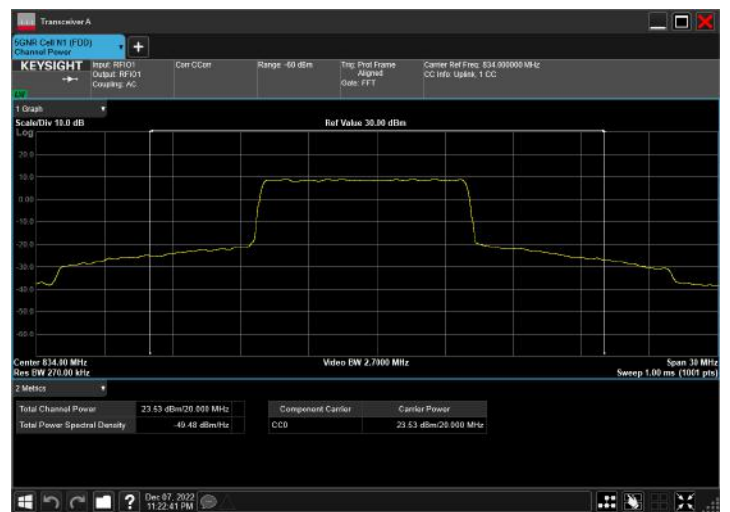 Transceiver A
5GNR Cell N1 (FDD)
Channel Power
+
KEYSIGHT
Input: RFIO1
Output: RFIO1
Coupling: AC
Corr CCorr
Range -60 dBm
Trig: Prot Frame
Aligned
Gate: FFT
Carrier Ref Freq: 834.000000 MHz
CC Info: Uplink, 1 CC
1 Graph
Scale/Div 10.0 dB
Ref Value 30.00 dBm
Log
20.0
10.0
0.00
-10.0
-20.0
-30.0
-40.0
-50.0
-60.0
Center 834.00 MHz
Video BW 2.7000 MHz
Span 30 MHz
Res BW 270.00 kHz
Sweep 1.00 ms (1001 pts)
2 Metrics
Total Channel Power 23.53 dBm/20.000 MHz
Total Power Spectral Density -49.48 dBm/Hz
Component Carrier Carrier Power
CC0 23.53 dBm/20.000 MHz
?
Dec 07, 2022
11:22:41 PM